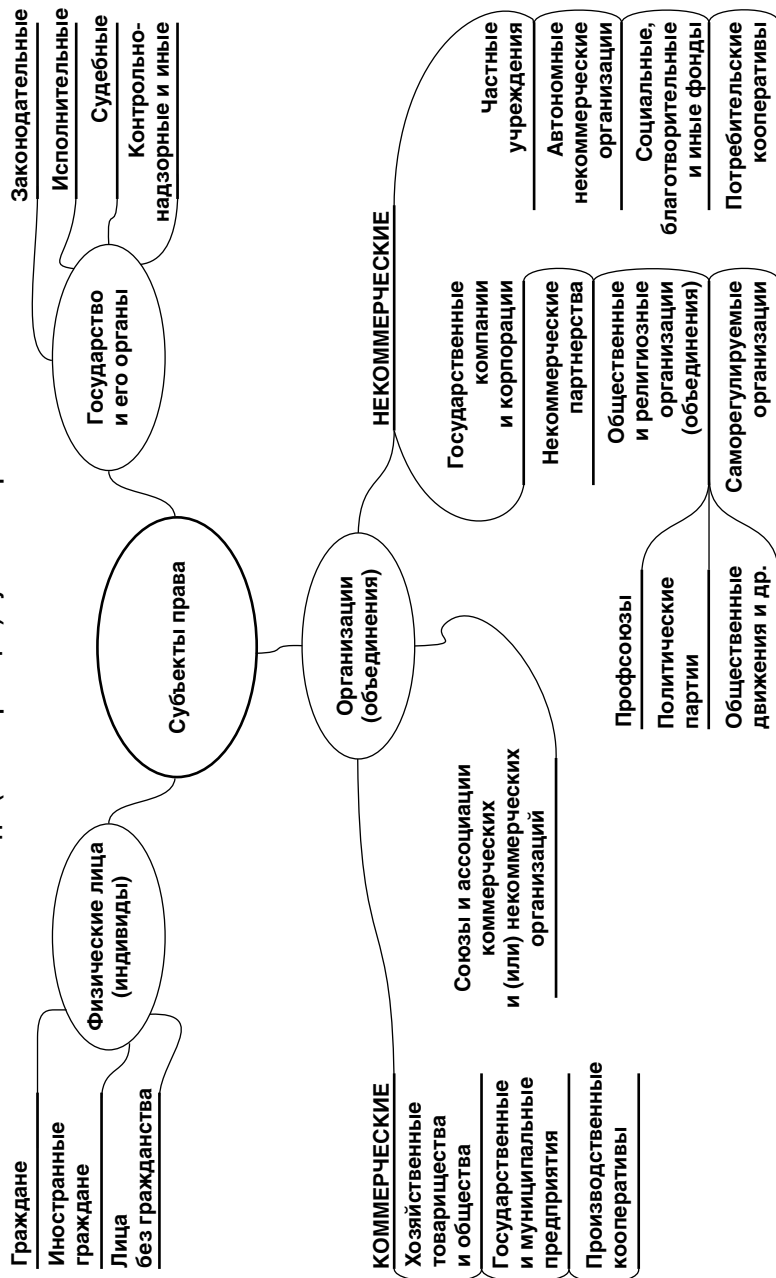 Субъекты права
Физические лица
(индивиды)
Граждане
Иностранные
граждане
Лица
без гражданства
Государство
и его органы
Законодательные
Исполнительные
Судебные
Контрольно-
надзорные и иные
Организации
(объединения)
КОММЕРЧЕСКИЕ
Хозяйственные
товарищества
и общества
Государственные
и муниципальные
предприятия
Производственные
кооперативы
Союзы и ассоциации
коммерческих
и (или) некоммерческих
организаций
НЕКОММЕРЧЕСКИЕ
Государственные
компании
и корпорации
Некоммерческие
партнерства
Общественные
и религиозные
организации
(объединения)
Саморегулируемые
организации
Профсоюзы
Политические
партии
Общественные
движения и др.
Частные
учреждения
Автономные
некоммерческие
организации
Социальные,
благотворительные
и иные фонды
Потребительские
кооперативы